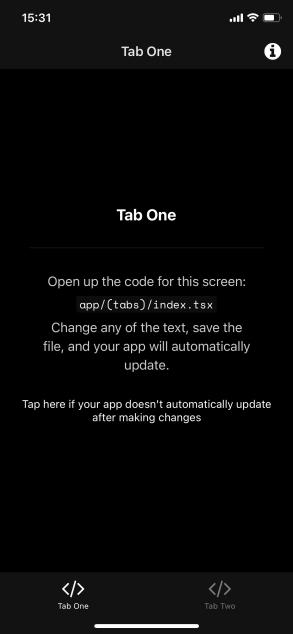 15:31
Tab One
Tab One
Open up the code for this screen:
app/(tabs)/index.tsx
Change any of the text, save the
file, and your app will automatically
update.
Tap here if your app doesn't automatically update
after making changes
Tab One
Tab Two